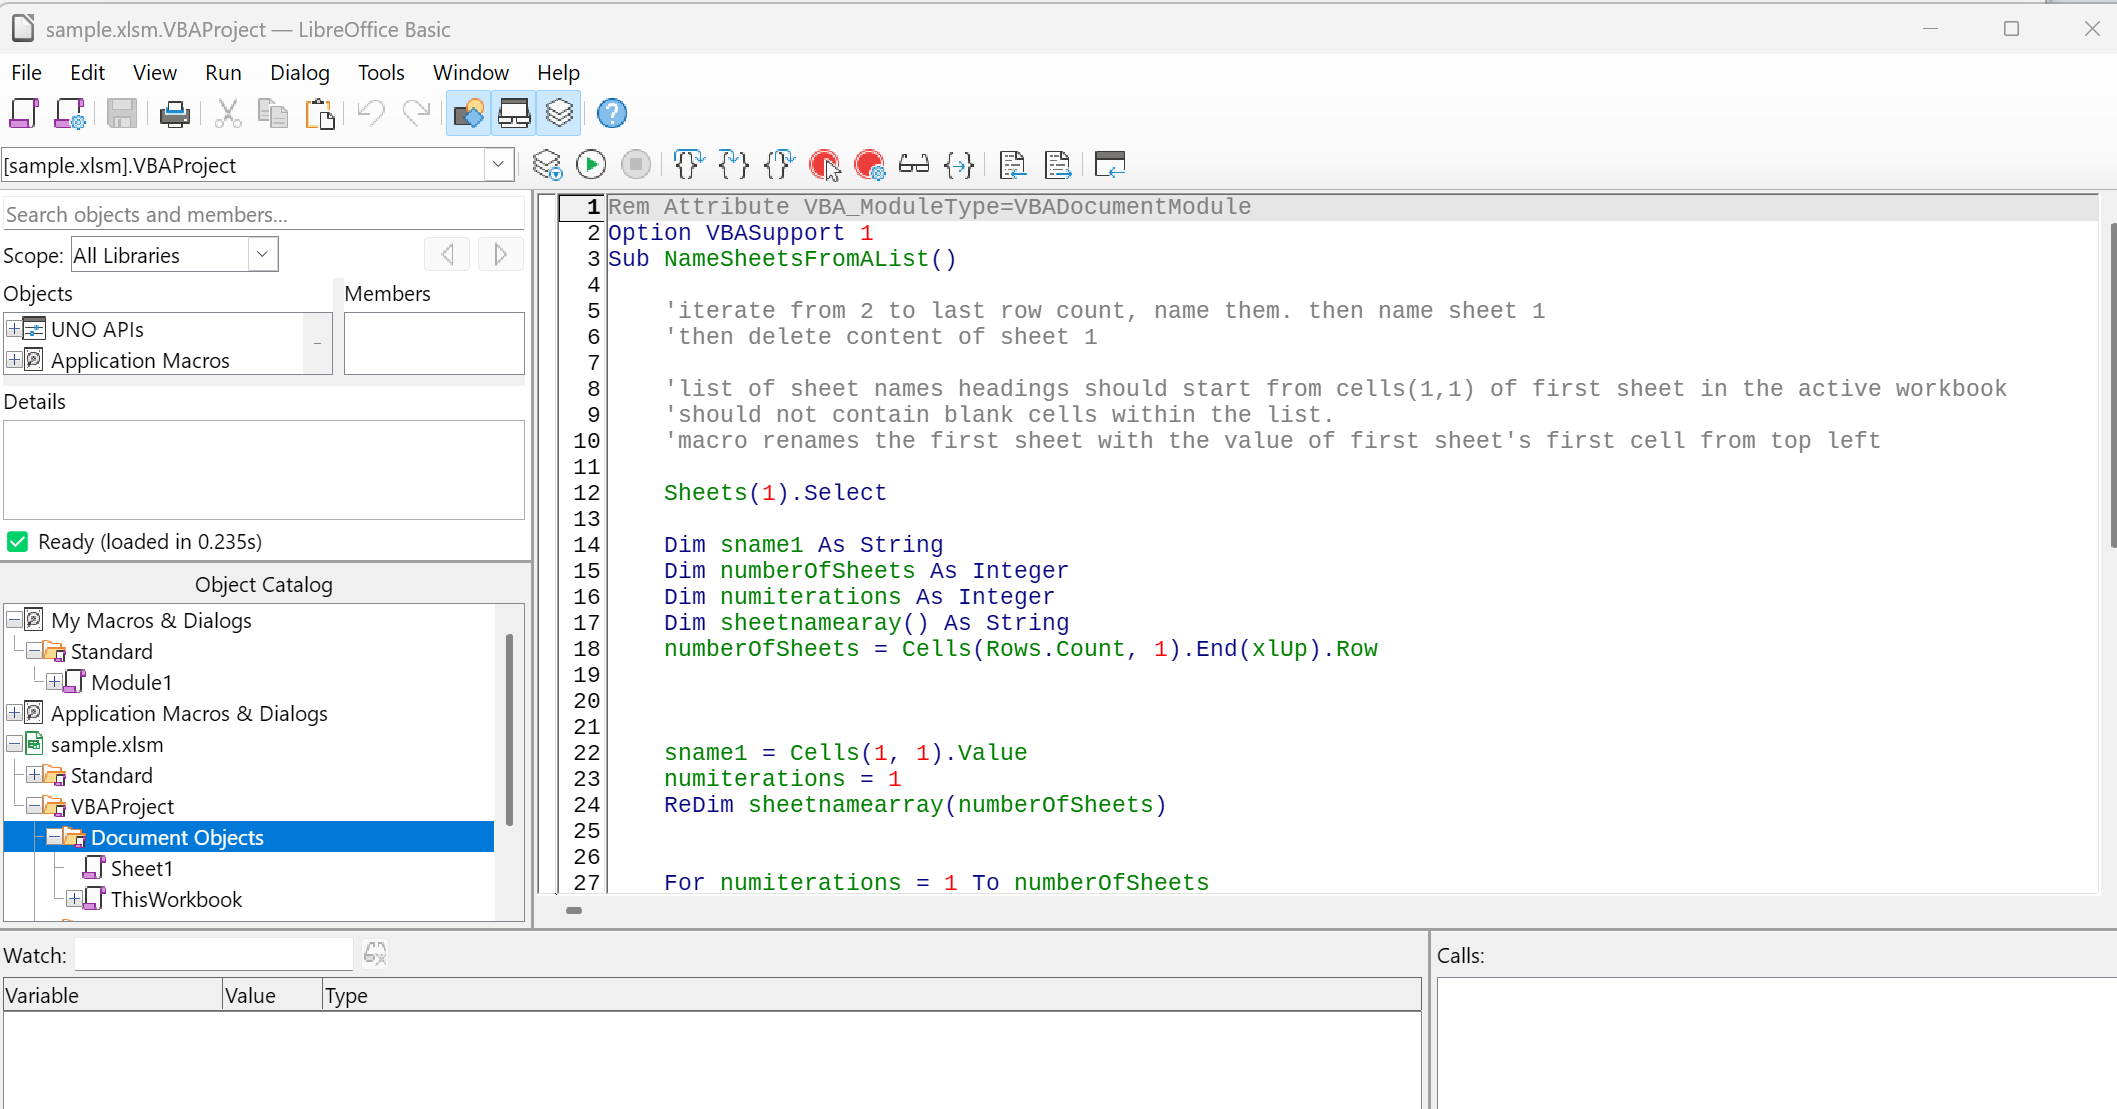 sample.xlsm.VBAProject — LibreOffice Basic
File Edit View Run Dialog Tools Window Help
[sample.xlsm].VBAProject
Search objects and members...
Scope: All Libraries
Objects Members
UNO APIs
Application Macros
Details
Ready (loaded in 0.235s)
Object Catalog
My Macros & Dialogs
Standard
Module1
Application Macros & Dialogs
sample.xlsm
Standard
VBAProject
Document Objects
Sheet1
ThisWorkbook
1 Rem Attribute VBA_ModuleType=VBADocumentModule
2 Option VBASupport 1
3 Sub NameSheetsFromAList()
4
5 'iterate from 2 to last row count, name them. then name sheet 1
6 'then delete content of sheet 1
7
8 'list of sheet names headings should start from cells(1,1) of first sheet in the active workbook
9 'should not contain blank cells within the list.
10 'macro renames the first sheet with the value of first sheet's first cell from top left
11
12 Sheets(1).Select
13
14 Dim sname1 As String
15 Dim numberOfSheets As Integer
16 Dim numiterations As Integer
17 Dim sheetnamearay() As String
18 numberOfSheets = Cells(Rows.Count, 1).End(xlUp).Row
19
20
21
22 sname1 = Cells(1, 1).Value
23 numiterations = 1
24 ReDim sheetnamearray(numberOfSheets)
25
26
27 For numiterations = 1 To numberOfSheets
Watch:
Variable Value Type
Calls: